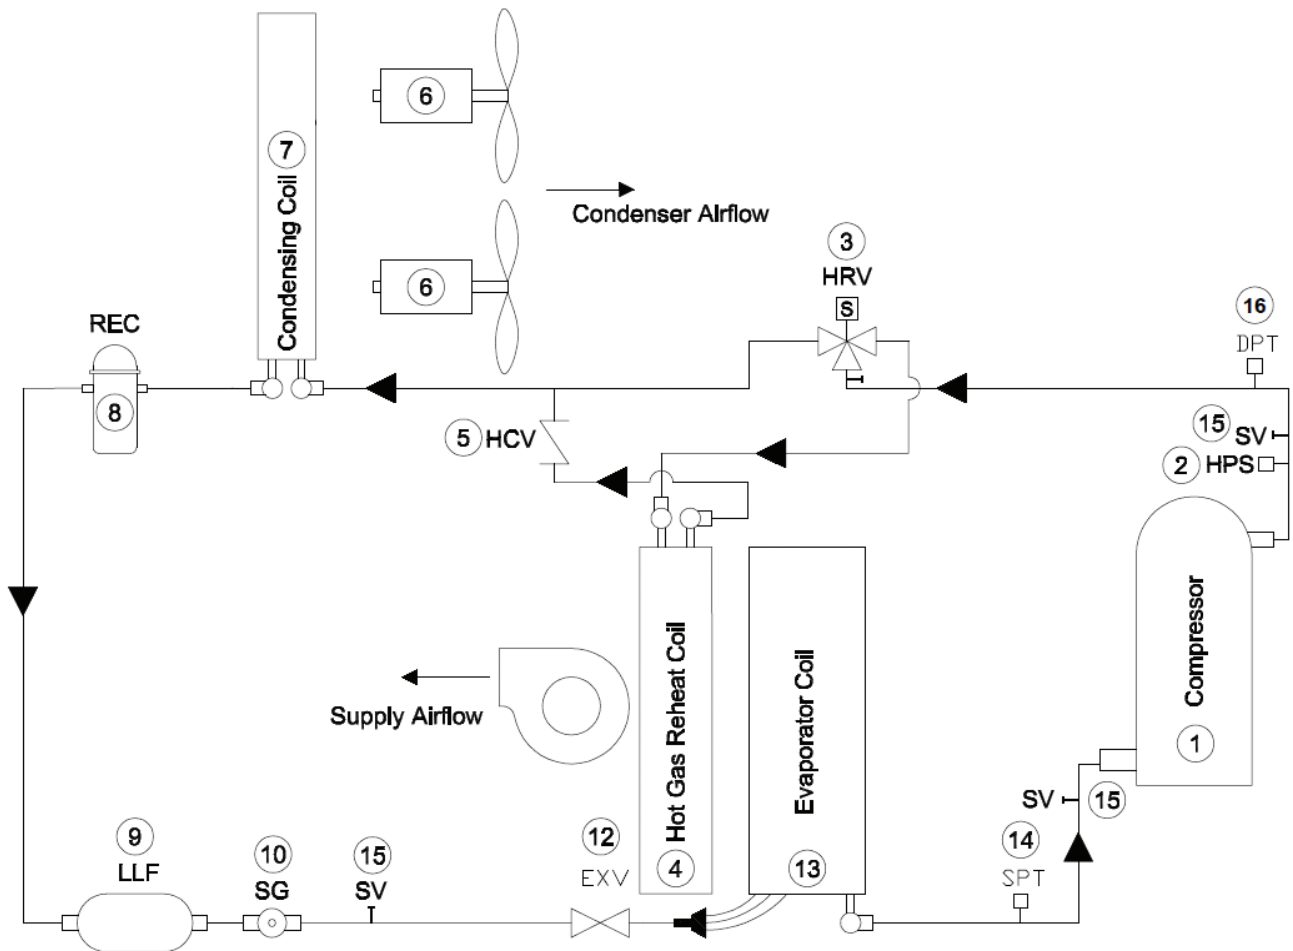 6
7
Condensing Coil
Condenser Airflow
3
HRV
S
6
16
DPT
REC
8
15
SV
5 HCV
2 HPS
Hot Gas Reheat Coil
4
Evaporator Coil
13
Compressor
1
Supply Airflow
SV 15
9
LLF
10
SG
15
SV
12
EXV
14
SPT